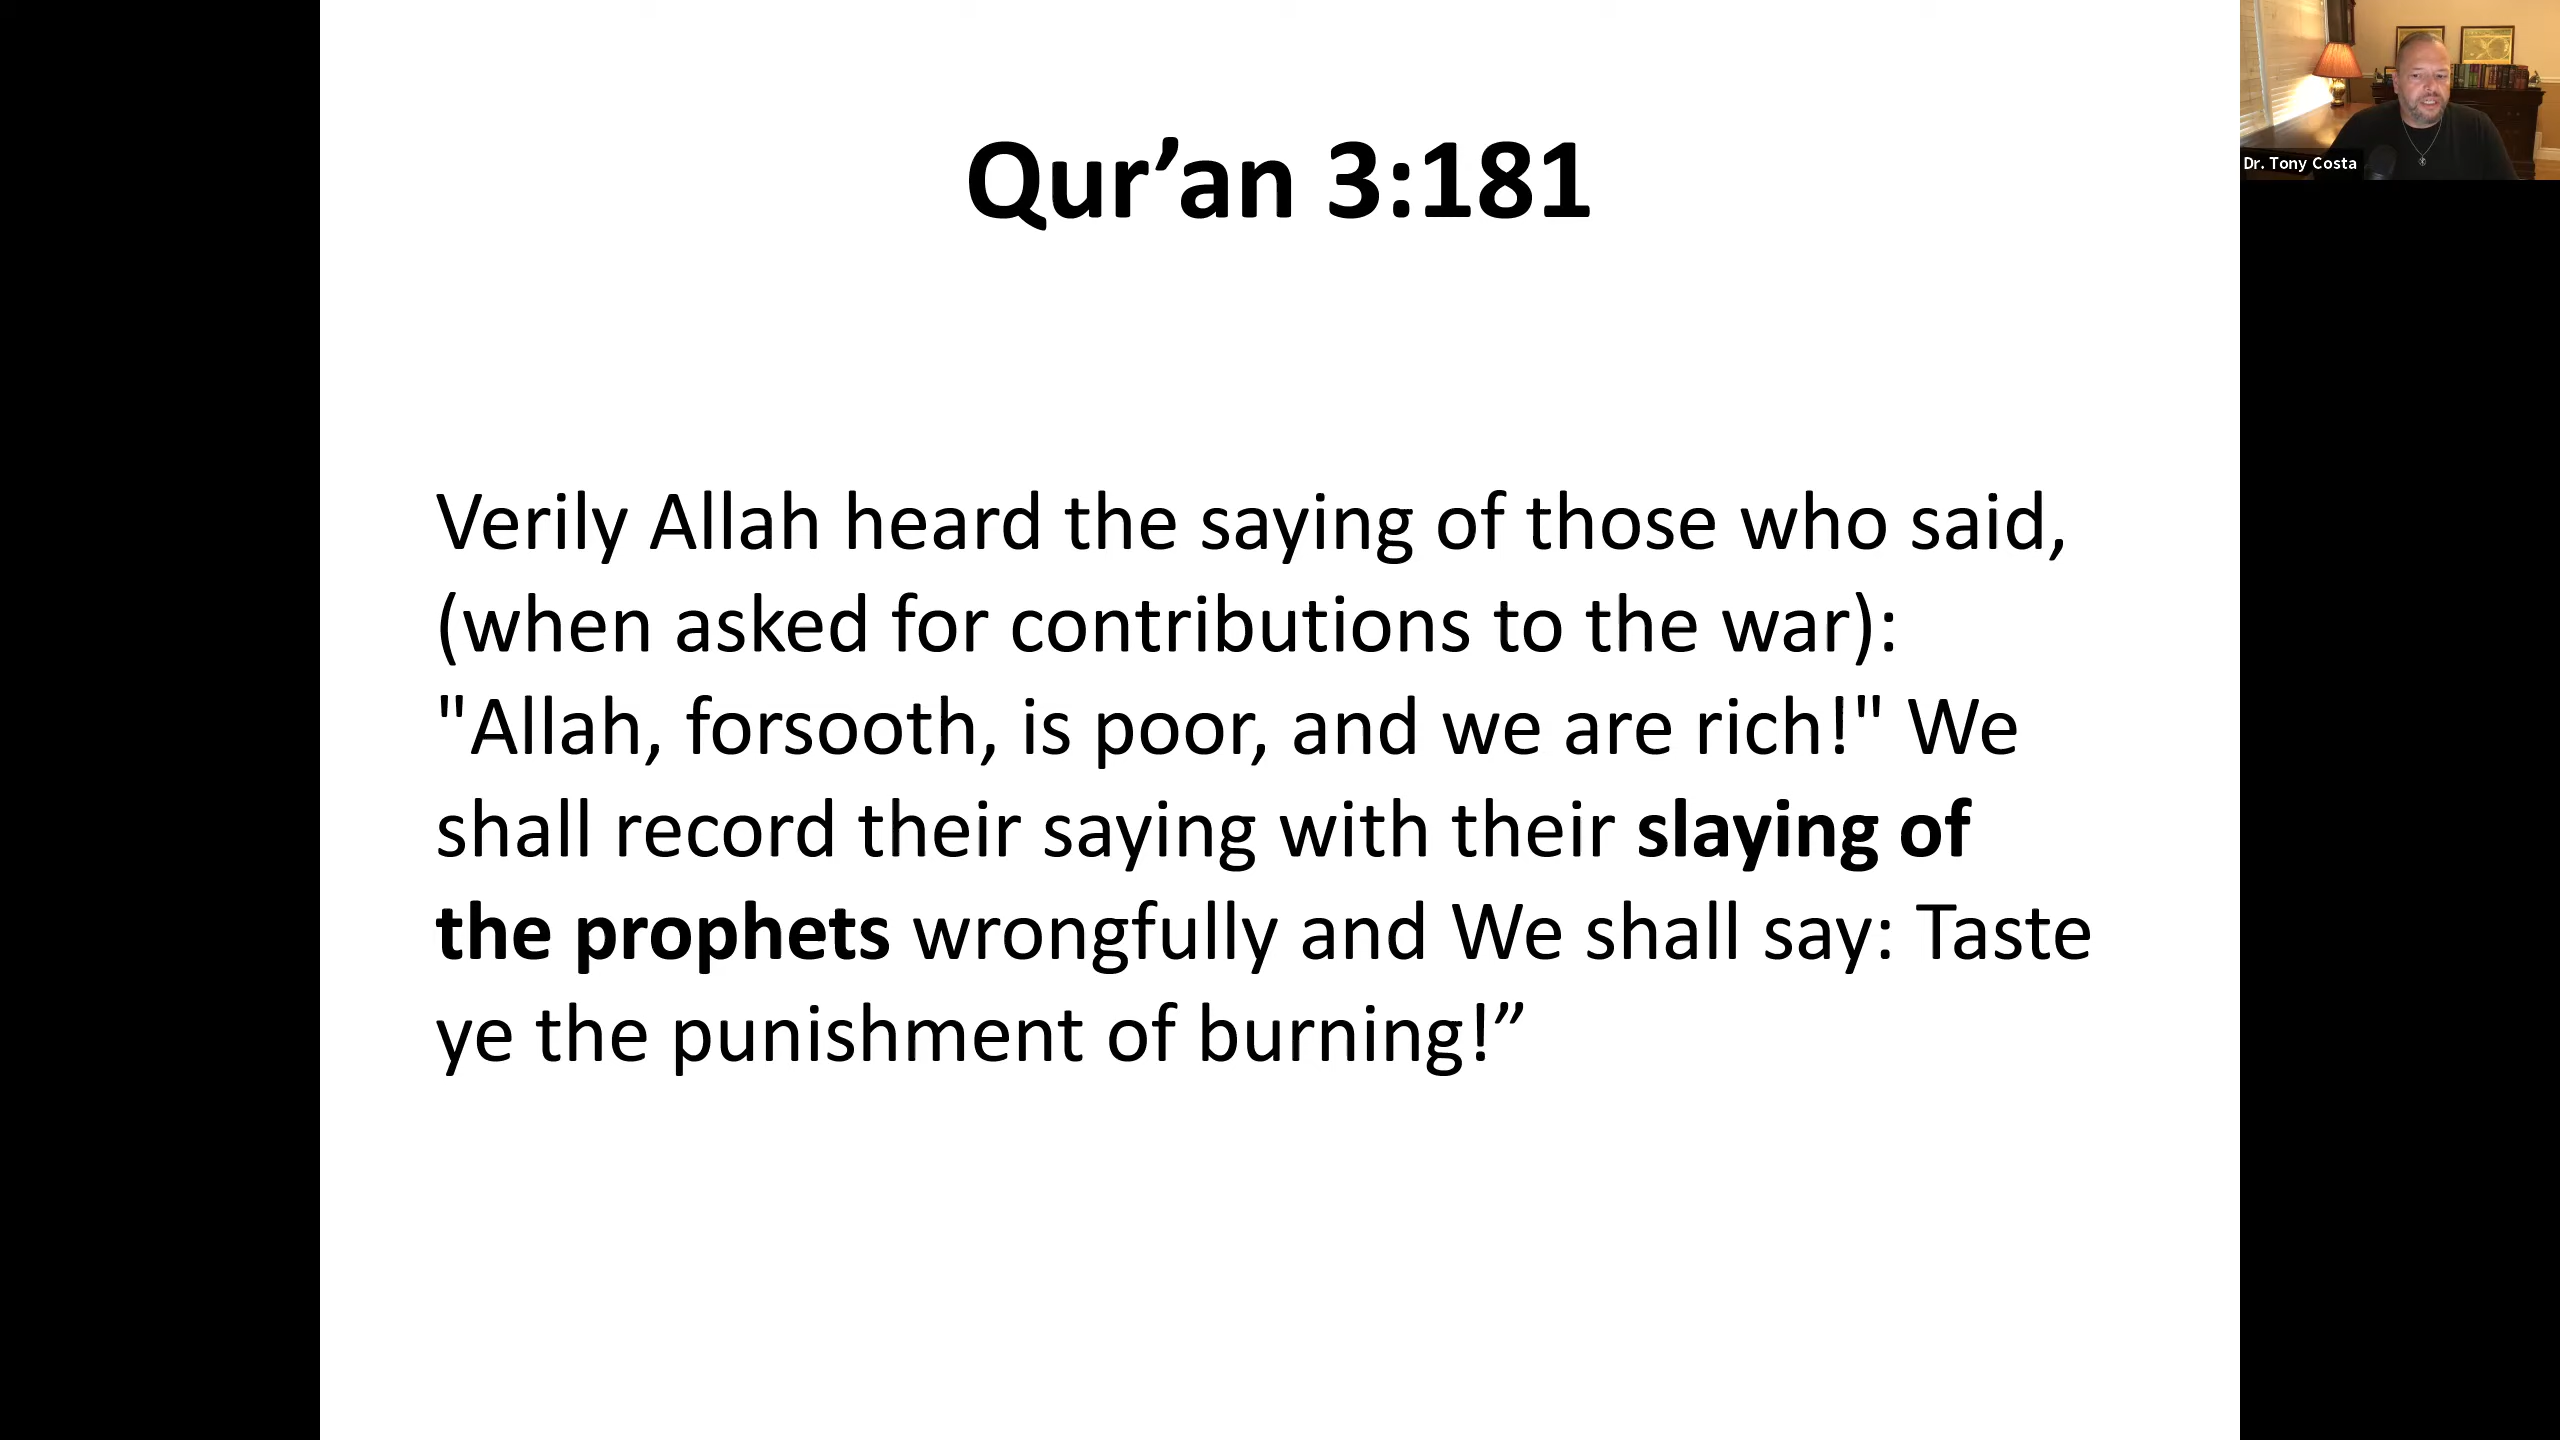 Qur’an 3:181
Dr. Tony Costa
Verily Allah heard the saying of those who said,
(when asked for contributions to the war):
"Allah, forsooth, is poor, and we are rich!" We
shall record their saying with their slaying of
the prophets wrongfully and We shall say: Taste
ye the punishment of burning!”